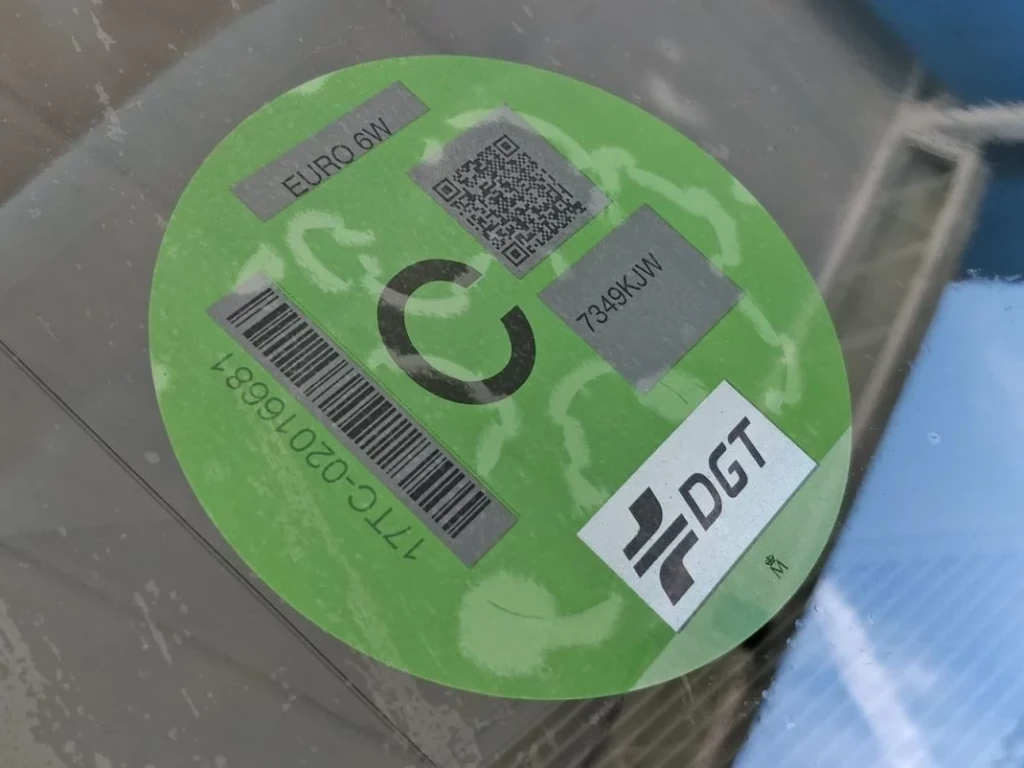 EURO 6W
7349KJW
C
17TC-02016681
DGT
M